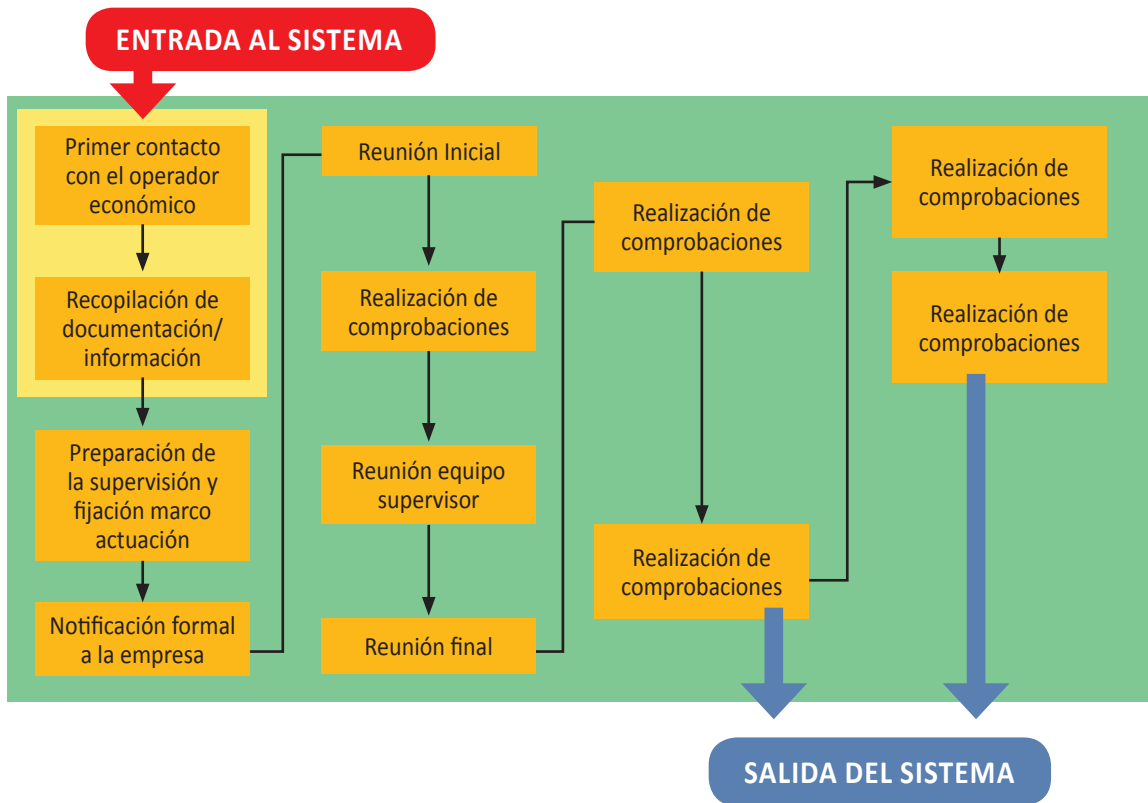 ENTRADA AL SISTEMA
Primer contacto
con el operador
económico
Recopilación de
documentación/
información
Preparación de
la supervisión y
fijación marco
actuación
Notificación formal
a la empresa
Reunión Inicial
Realización de
comprobaciones
Reunión equipo
supervisor
Reunión final
Realización de
comprobaciones
Realización de
comprobaciones
Realización de
comprobaciones
Realización de
comprobaciones
SALIDA DEL SISTEMA